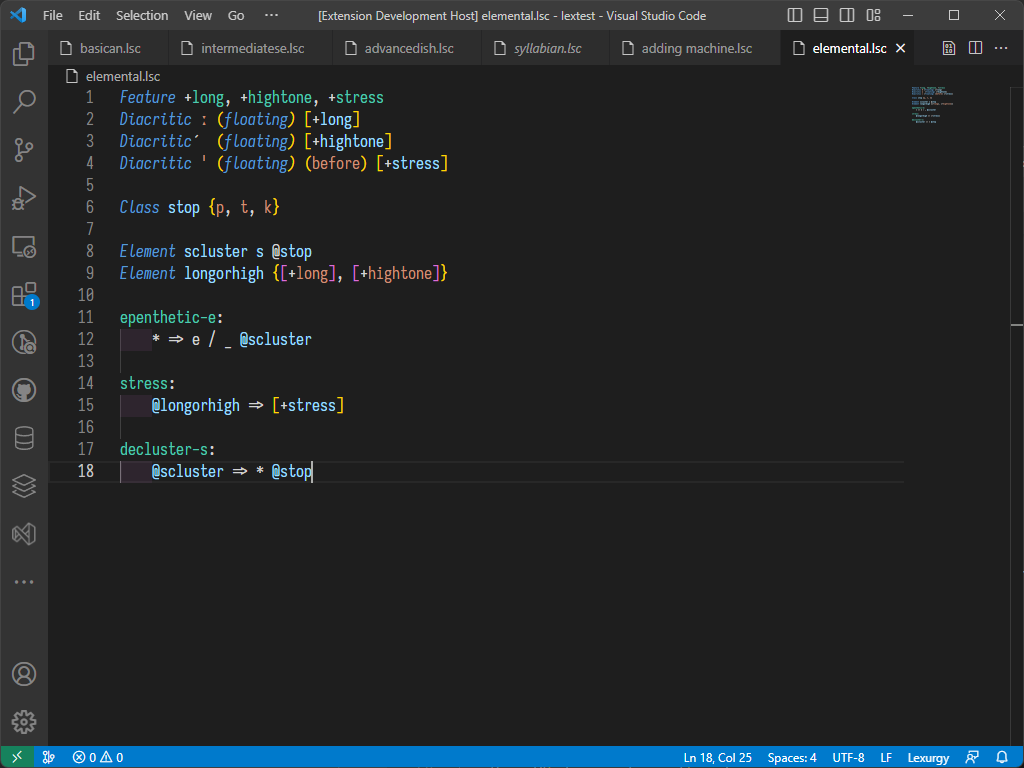 File Edit Selection View Go ··· [Extension Development Host] elemental.lsc - lextest - Visual Studio Code
basican.lsc intermediatese.lsc advancedish.lsc syllabian.lsc adding machine.lsc elemental.lsc
elemental.lsc
1 Feature +long, +hightone, +stress
2 Diacritic ː (floating) [+long]
3 Diacritic ́  (floating) [+hightone]
4 Diacritic ' (floating) (before) [+stress]
5
6 Class stop {p, t, k}
7
8 Element scluster s @stop
9 Element longorhigh {[+long], [+hightone]}
10
11 epenthetic-e:
12 * => e / _ @scluster
13
14 stress:
15 @longorhigh => [+stress]
16
17 decluster-s:
18 @scluster => * @stop
1
0 0 Ln 18, Col 25 Spaces: 4 UTF-8 LF Lexurgy